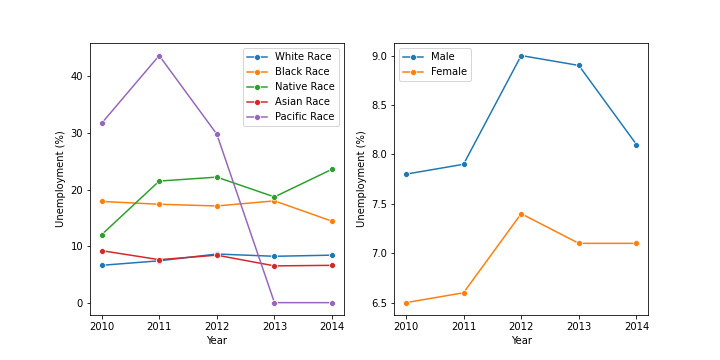 Unemployment (%)
40
30
20
10
0
2010 2011 2012 2013 2014
Year
White Race
Black Race
Native Race
Asian Race
Pacific Race
Unemployment (%)
9.0
8.5
8.0
7.5
7.0
6.5
2010 2011 2012 2013 2014
Year
Male
Female